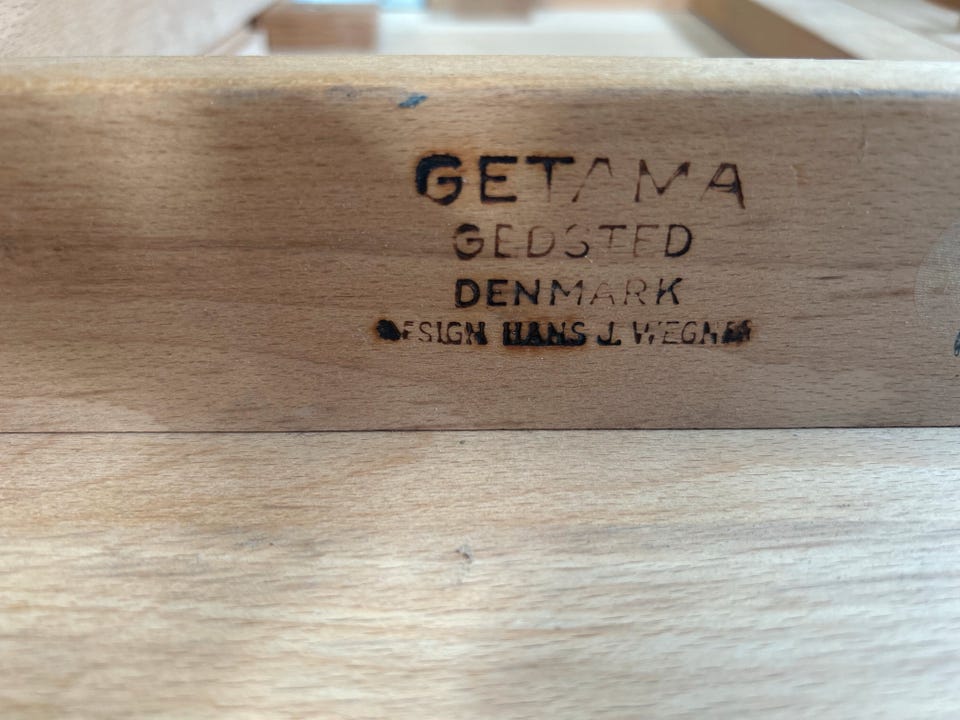 GETAMA
GEDSTED
DENMARK
DESIGN HANS J. WEGNER